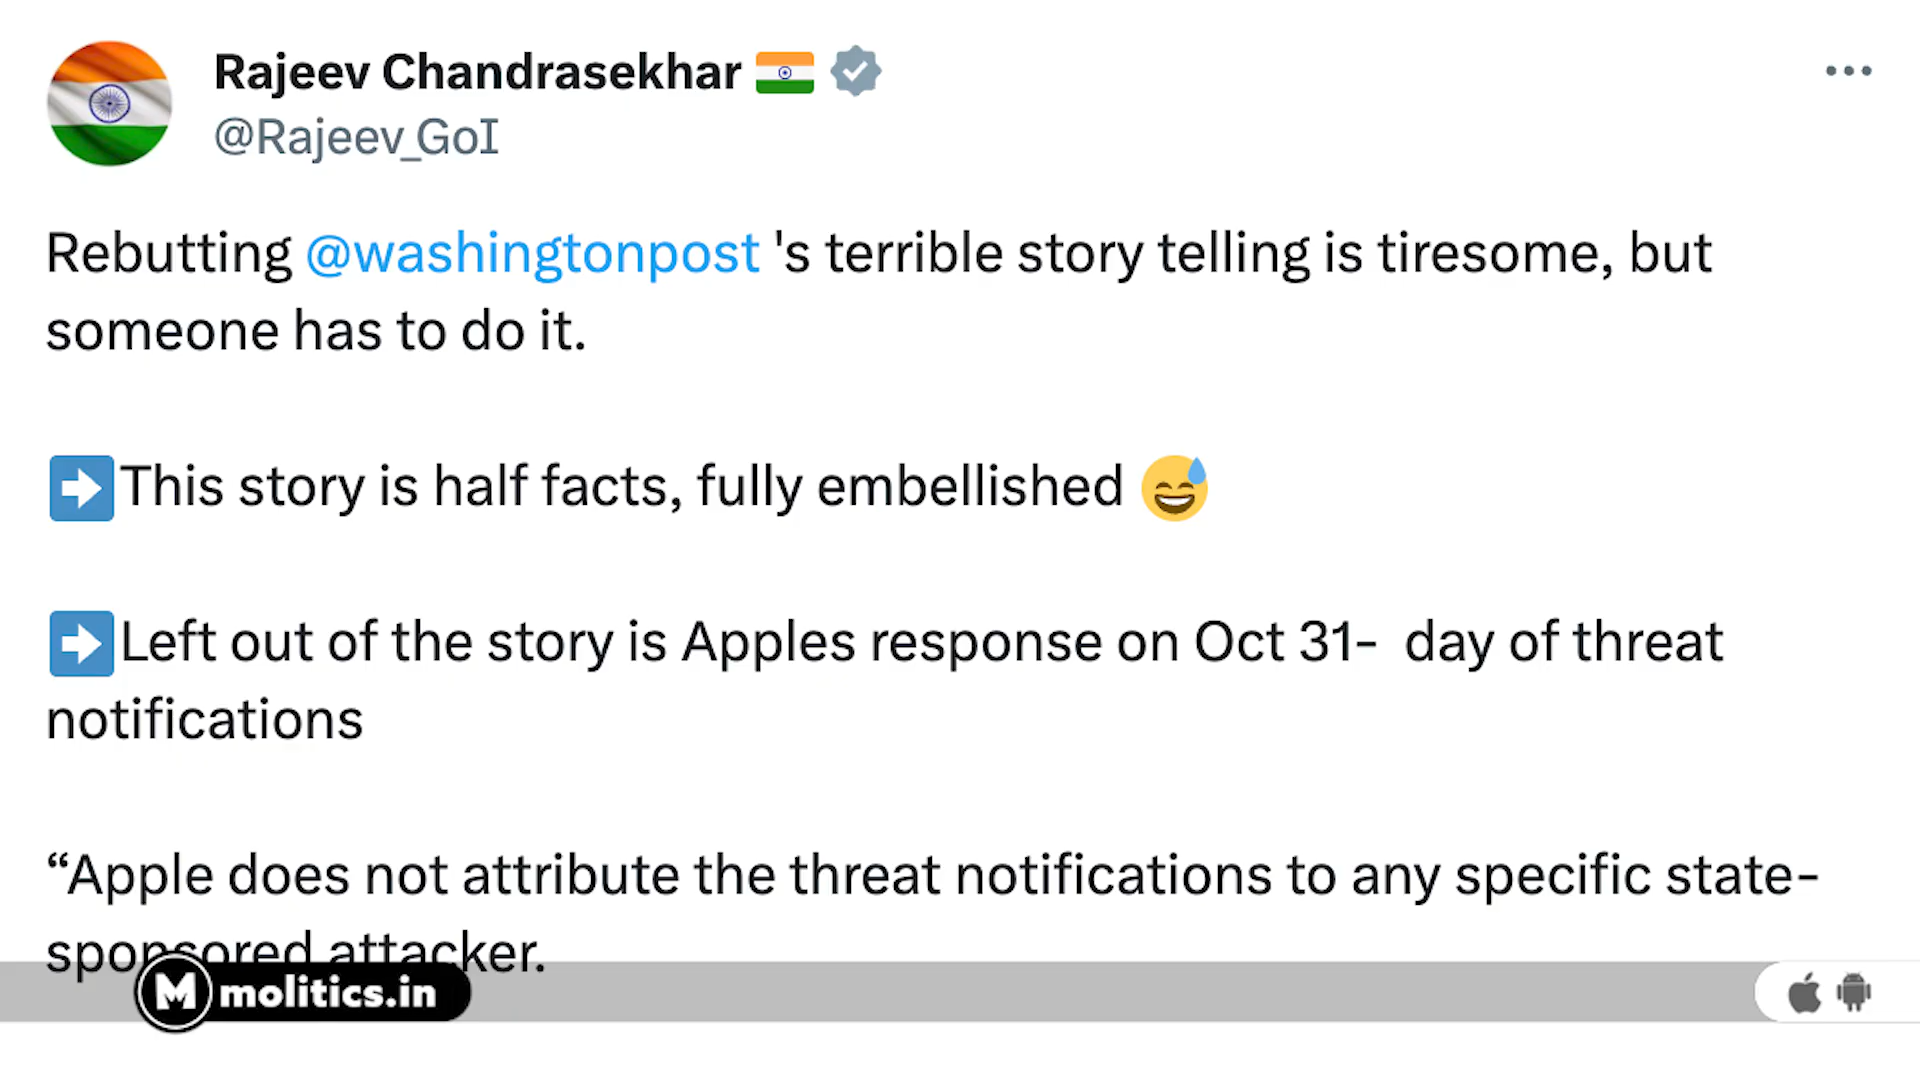 Rajeev Chandrasekhar
@Rajeev_GoI
Rebutting @washingtonpost 's terrible story telling is tiresome, but
someone has to do it.
➡️This story is half facts, fully embellished 😅
➡️Left out of the story is Apples response on Oct 31- day of threat
notifications
“Apple does not attribute the threat notifications to any specific state-
sponsored attacker.
M molitics.in